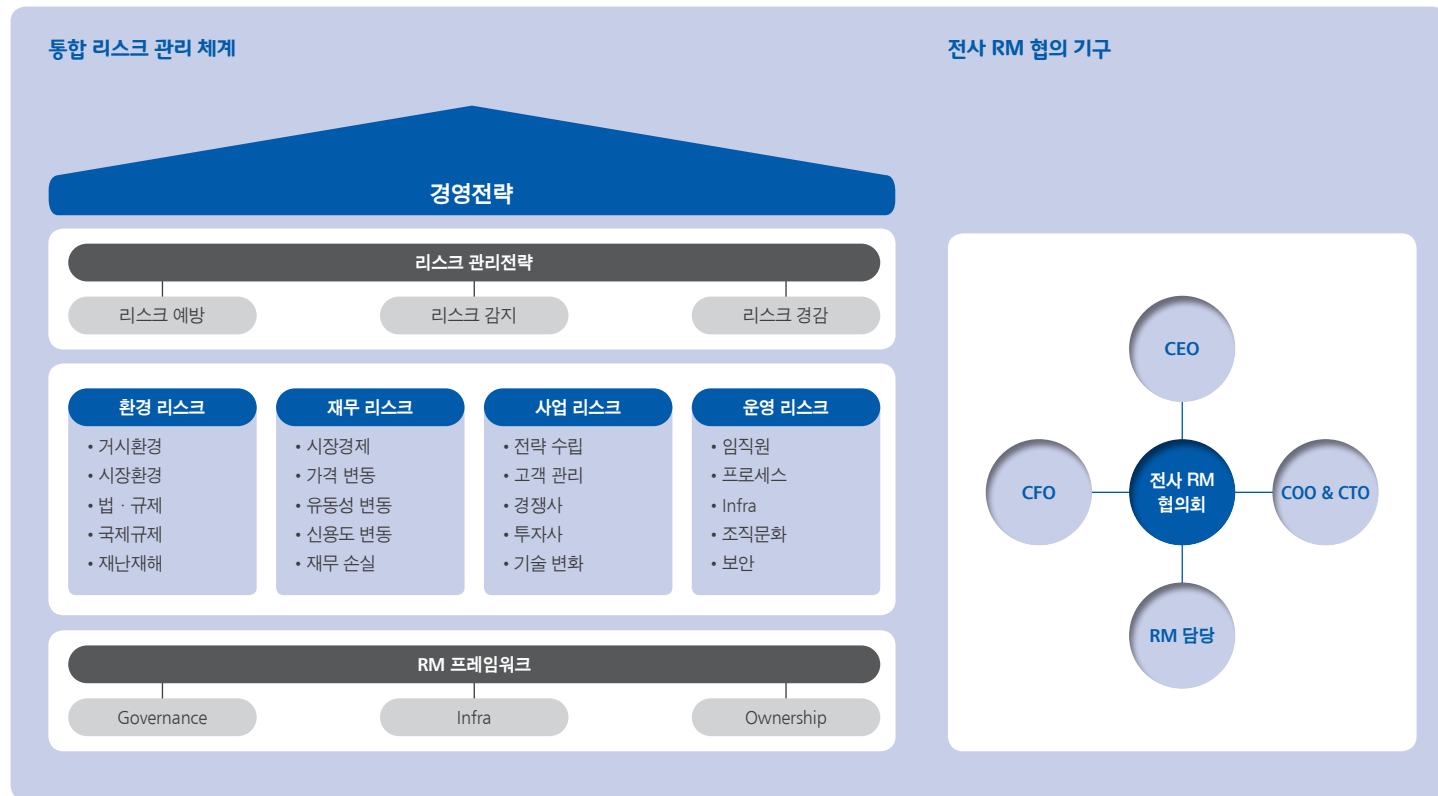 통합 리스크 관리 체계
경영전략
리스크 관리전략
리스크 예방
리스크 감지
리스크 경감
환경 리스크
• 거시환경
• 시장환경
• 법 · 규제
• 국제규제
• 재난재해
재무 리스크
• 시장경제
• 가격 변동
• 유동성 변동
• 신용도 변동
• 재무 손실
사업 리스크
• 전략 수립
• 고객 관리
• 경쟁사
• 투자사
• 기술 변화
운영 리스크
• 임직원
• 프로세스
• Infra
• 조직문화
• 보안
RM 프레임워크
Governance
Infra
Ownership
전사 RM 협의 기구
CEO
CFO
전사 RM
협의회
COO & CTO
RM 담당